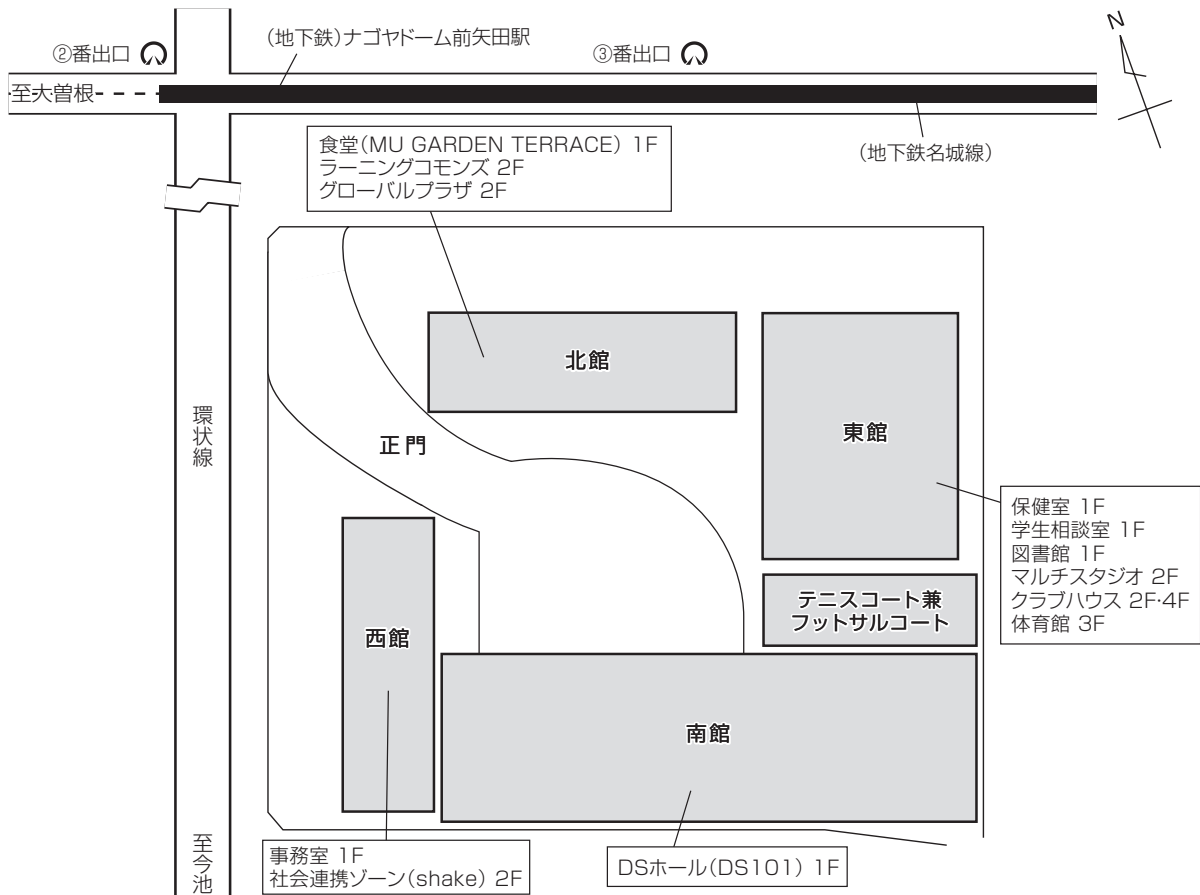 ②番出口
(地下鉄)ナゴヤドーム前矢田駅
③番出口
N
至大曽根
(地下鉄名城線)
食堂(MU GARDEN TERRACE) 1F
ラーニングコモンズ 2F
グローバルプラザ 2F
北館
東館
環状線
正門
保健室 1F
学生相談室 1F
図書館 1F
マルチスタジオ 2F
クラブハウス 2F・4F
体育館 3F
テニスコート兼
フットサルコート
西館
南館
至今池
事務室 1F
社会連携ゾーン(shake) 2F
DSホール(DS101) 1F